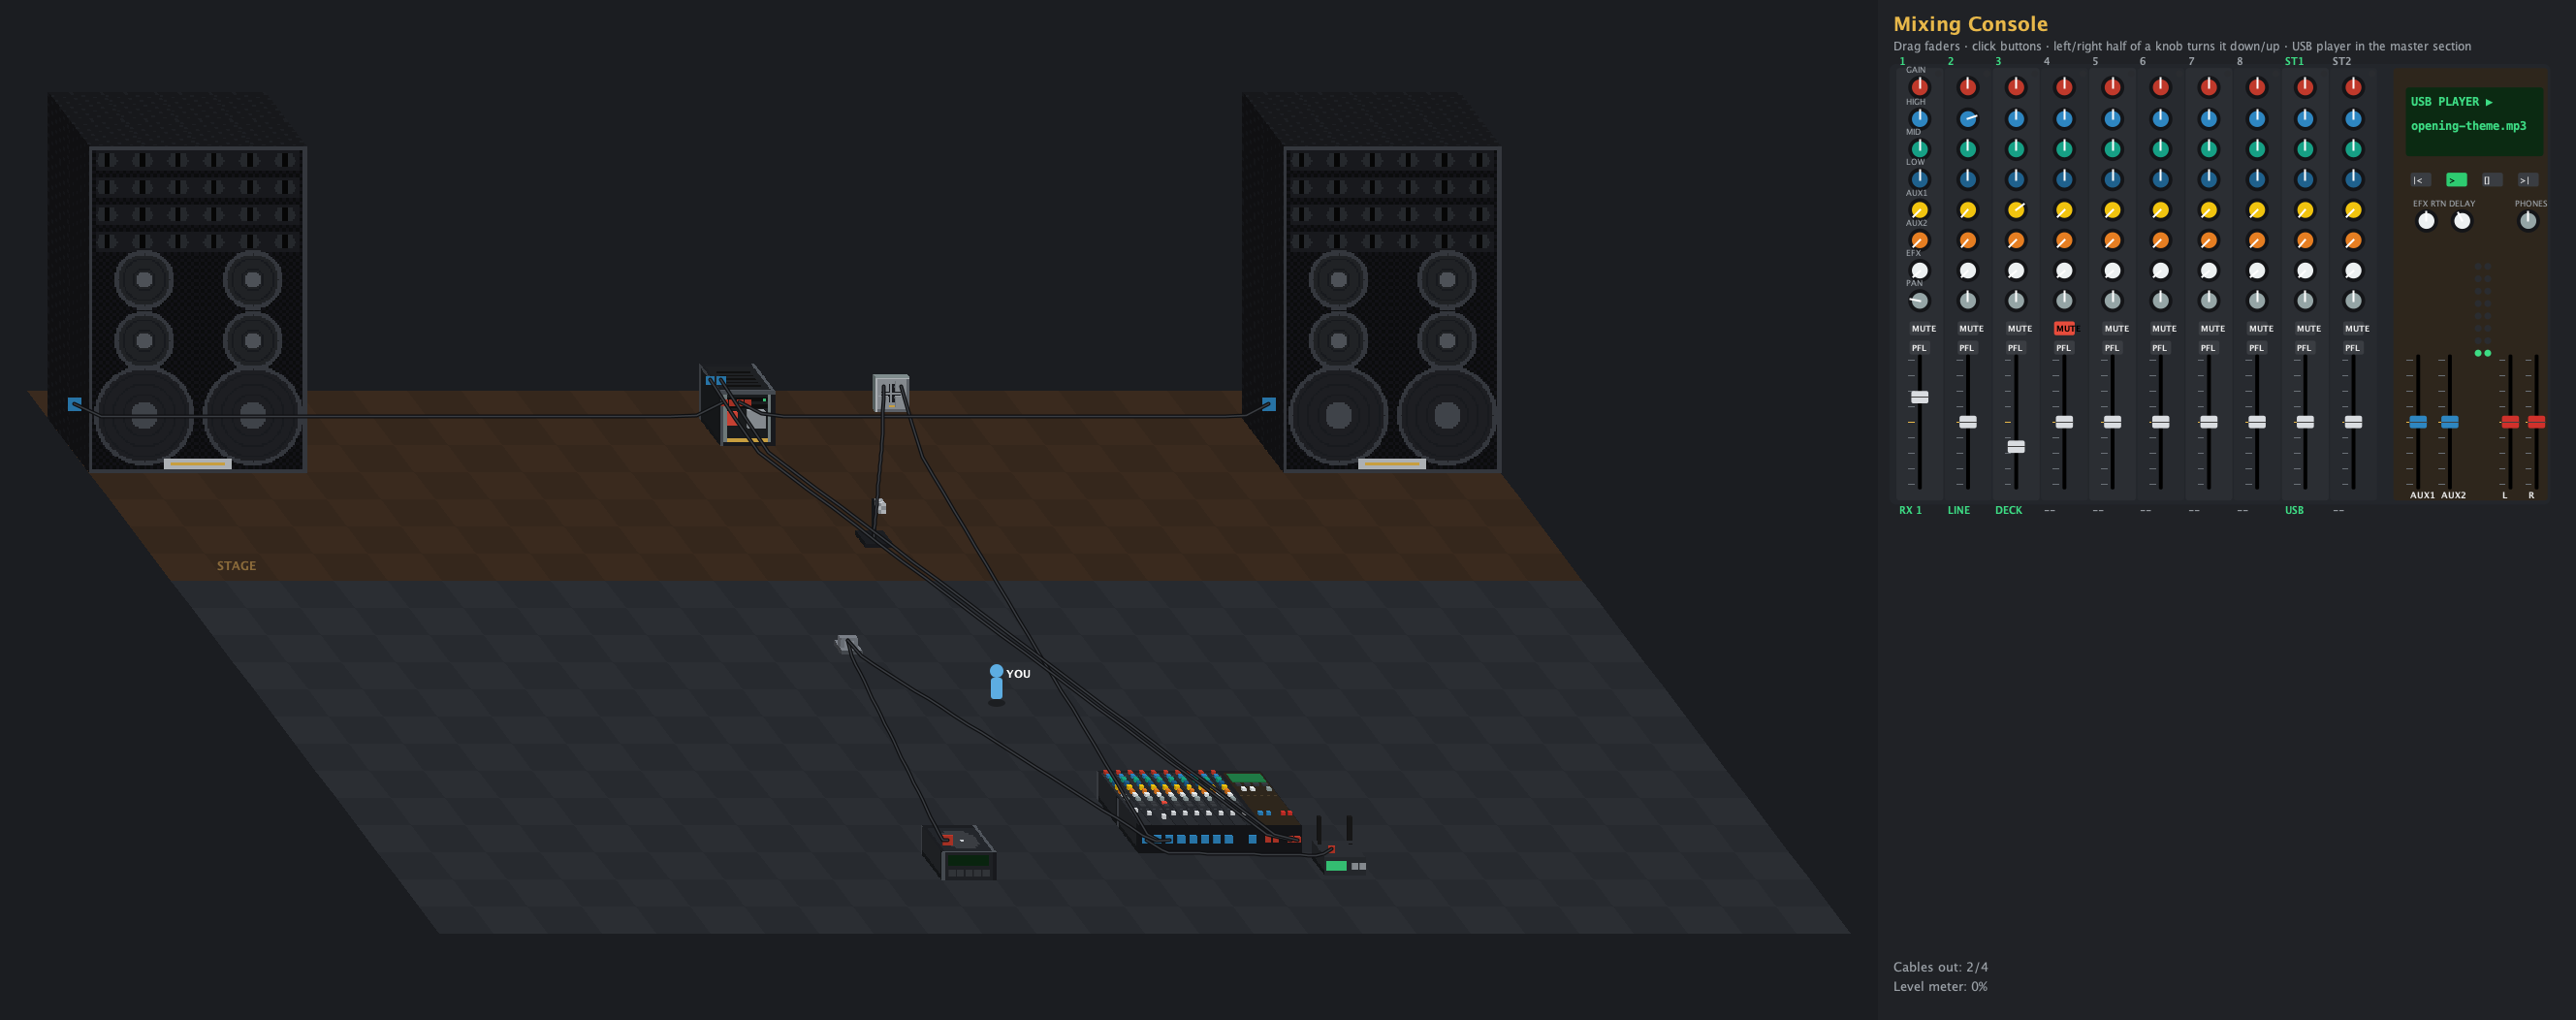 Mixing Console
Drag faders · click buttons · left/right half of a knob turns it down/up · USB player in the master section
1 2 3 4 5 6 7 8 ST1 ST2
GAIN
HIGH
MID
LOW
AUX1
AUX2
EFX
PAN
MUTE MUTE MUTE MUTE MUTE MUTE MUTE MUTE MUTE MUTE
PFL PFL PFL PFL PFL PFL PFL PFL PFL PFL
RX 1 LINE DECK -- -- -- -- -- USB --
USB PLAYER ▶
opening-theme.mp3
|< > [] >|
EFX RTN DELAY PHONES
AUX1 AUX2 L R
STAGE
YOU
Cables out: 2/4
Level meter: 0%